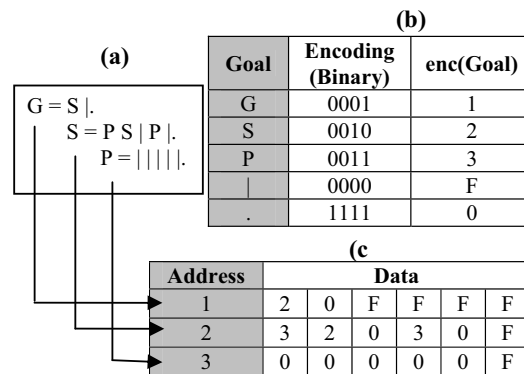 (a)
G = S |.
S = P S | P |.
P = | | | | |.
(b)
Goal Encoding (Binary) enc(Goal)
G 0001 1
S 0010 2
P 0011 3
| 0000 F
. 1111 0
(c
Address Data
1 2 0 F F F F
2 3 2 0 3 0 F
3 0 0 0 0 0 F